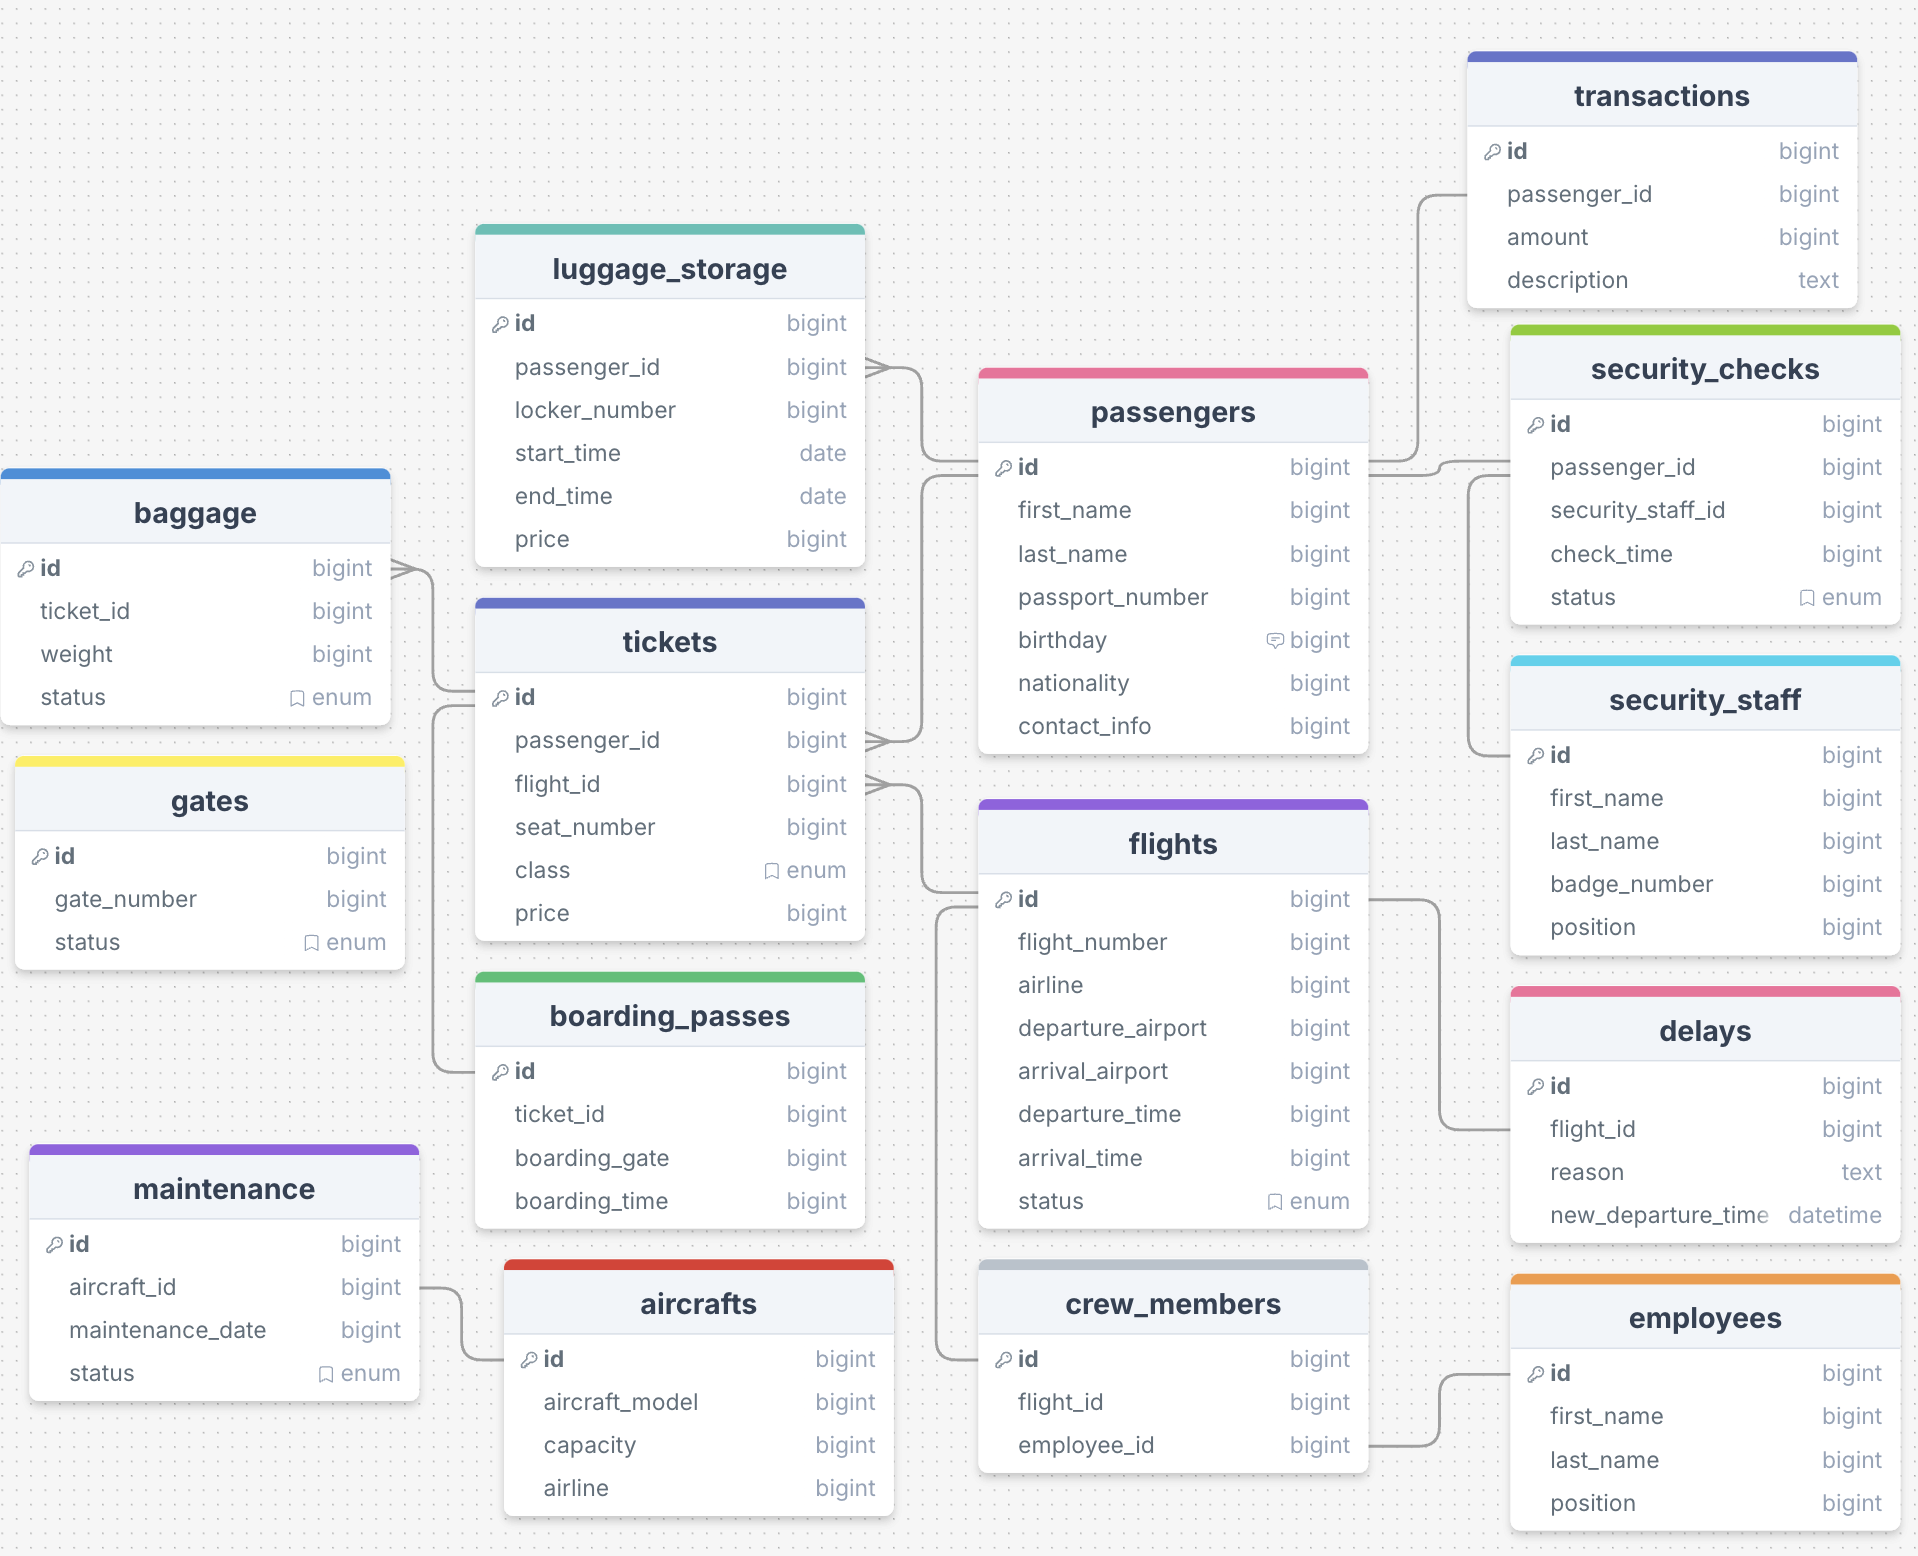 transactions
id bigint
passenger_id bigint
amount bigint
description text
luggage_storage
id bigint
passenger_id bigint
locker_number bigint
start_time date
end_time date
price bigint
passengers
id bigint
first_name bigint
last_name bigint
passport_number bigint
birthday bigint
nationality bigint
contact_info bigint
security_checks
id bigint
passenger_id bigint
security_staff_id bigint
check_time bigint
status enum
baggage
id bigint
ticket_id bigint
weight bigint
status enum
tickets
id bigint
passenger_id bigint
flight_id bigint
seat_number bigint
class enum
price bigint
security_staff
id bigint
first_name bigint
last_name bigint
badge_number bigint
position bigint
gates
id bigint
gate_number bigint
status enum
flights
id bigint
flight_number bigint
airline bigint
departure_airport bigint
arrival_airport bigint
departure_time bigint
arrival_time bigint
status enum
boarding_passes
id bigint
ticket_id bigint
boarding_gate bigint
boarding_time bigint
delays
id bigint
flight_id bigint
reason text
new_departure_time datetime
maintenance
id bigint
aircraft_id bigint
maintenance_date bigint
status enum
aircrafts
id bigint
aircraft_model bigint
capacity bigint
airline bigint
crew_members
id bigint
flight_id bigint
employee_id bigint
employees
id bigint
first_name bigint
last_name bigint
position bigint